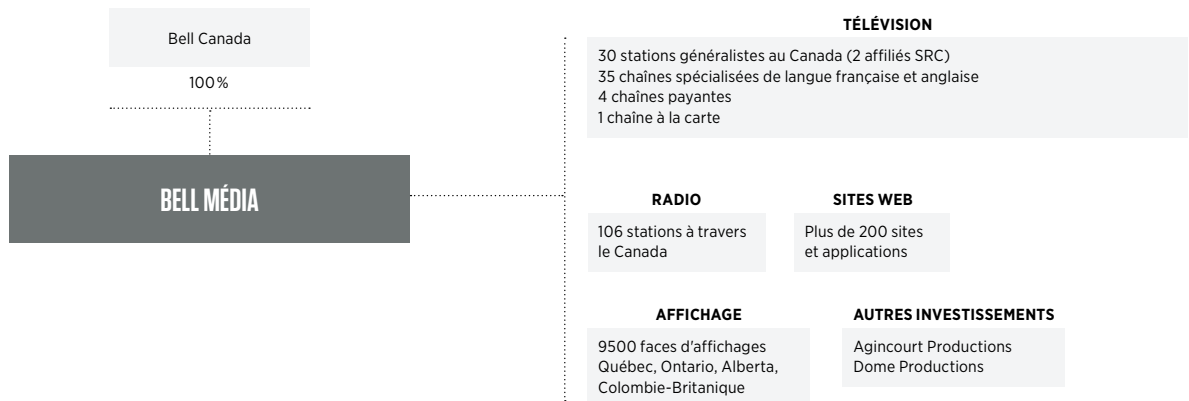 Bell Canada
100%
BELL MÉDIA
TÉLÉVISION
30 stations généralistes au Canada (2 affiliés SRC)
35 chaînes spécialisées de langue française et anglaise
4 chaînes payantes
1 chaîne à la carte
RADIO
106 stations à travers
le Canada
SITES WEB
Plus de 200 sites
et applications
AFFICHAGE
9500 faces d'affichages
Québec, Ontario, Alberta,
Colombie-Britanique
AUTRES INVESTISSEMENTS
Agincourt Productions
Dome Productions